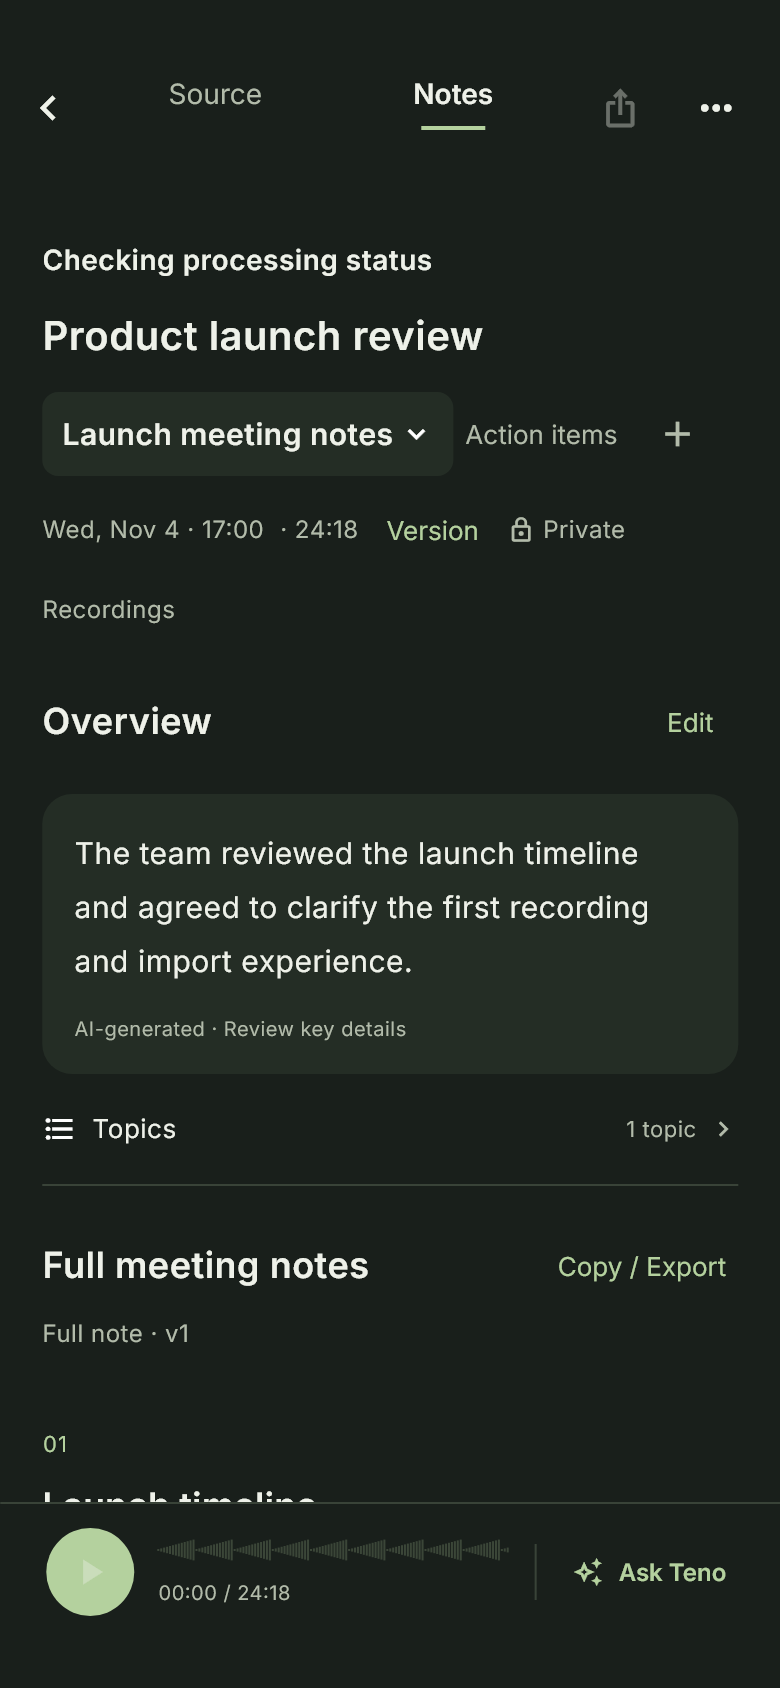 Source
Notes
Checking processing status
Product launch review
Launch meeting notes
Action items
Wed, Nov 4 · 17:00 · 24:18
Version
Private
Recordings
Overview
Edit
The team reviewed the launch timeline
and agreed to clarify the first recording
and import experience.
AI-generated · Review key details
Topics
1 topic
Full meeting notes
Copy / Export
Full note · v1
01
Launch timeline
00:00 / 24:18
Ask Teno